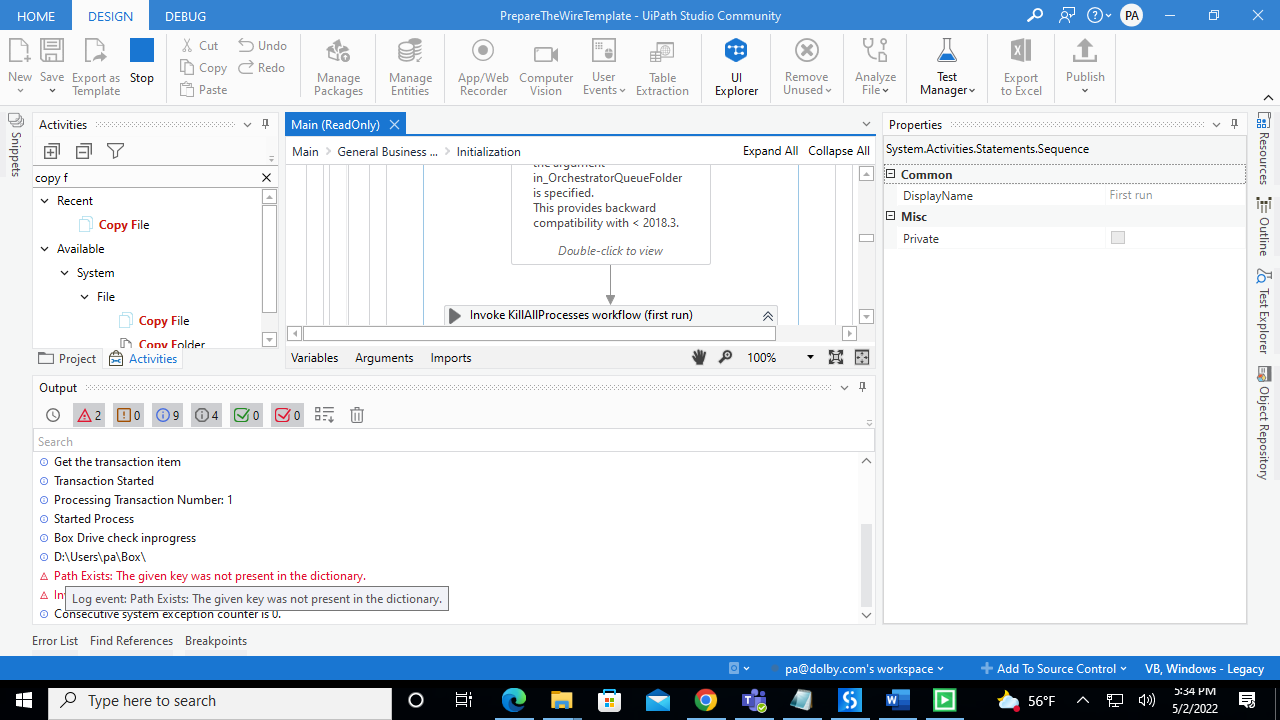 HOME DESIGN DEBUG PrepareTheWireTemplate - UiPath Studio Community PA
New Save Export as Template Stop Cut Copy Paste Undo Redo Manage Packages Manage Entities App/Web Recorder Computer Vision User Events Table Extraction UI Explorer Remove Unused Analyze File Test Manager Export to Excel Publish
Snippets
Activities
copy f
Recent
Copy File
Available
System
File
Copy File
Copy Folder
Project Activities
Main (ReadOnly)
Main General Business ... Initialization Expand All Collapse All
the argument
in_OrchestratorQueueFolder
is specified.
This provides backward
compatibility with < 2018.3.
Double-click to view
Invoke KillAllProcesses workflow (first run)
Variables Arguments Imports 100%
Properties
System.Activities.Statements.Sequence
Common
DisplayName First run
Misc
Private
Resources
Outline
Test Explorer
Object Repository
Output
2 0 9 4 0 0
Search
Get the transaction item
Transaction Started
Processing Transaction Number: 1
Started Process
Box Drive check inprogress
D:\Users\pa\Box\
Path Exists: The given key was not present in the dictionary.
Log event: Path Exists: The given key was not present in the dictionary.
Consecutive system exception counter is 0.
Error List Find References Breakpoints
pa@dolby.com's workspace Add To Source Control VB, Windows - Legacy
Type here to search 56°F 5:34 PM
5/2/2022